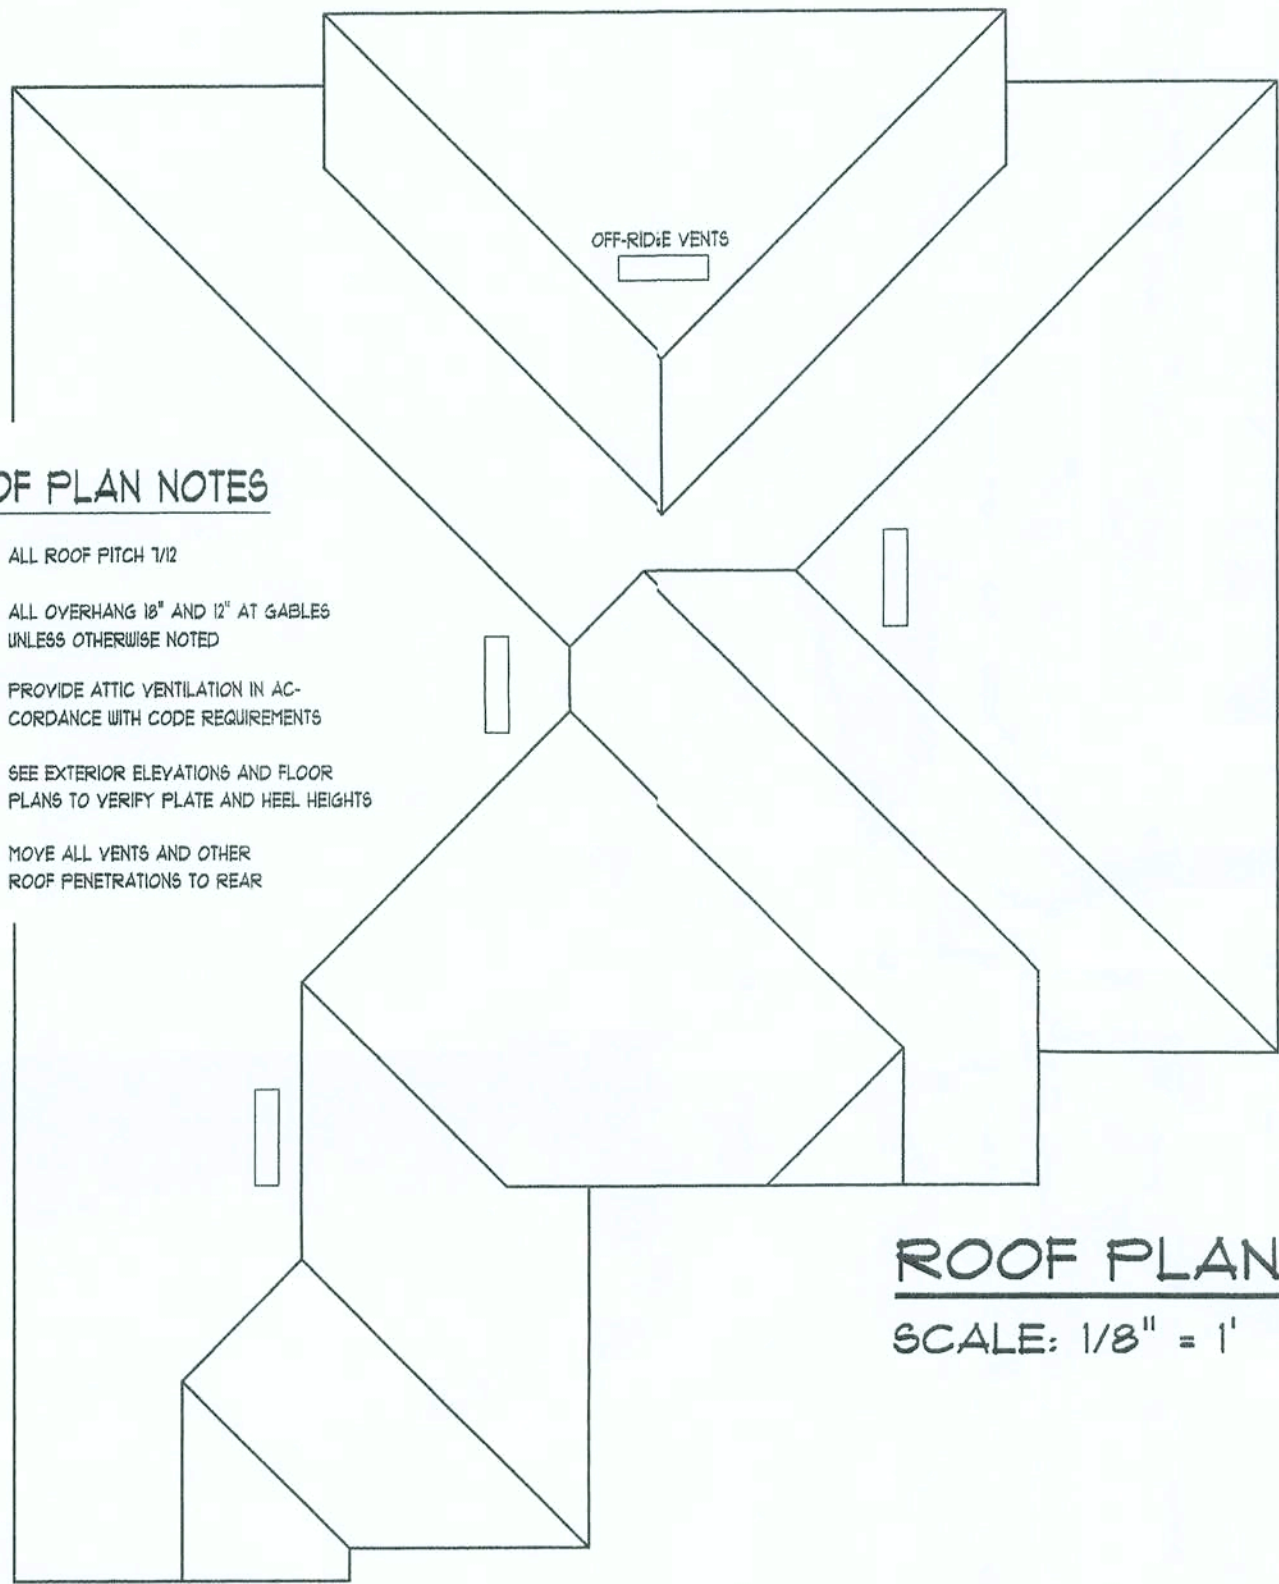 OFF-RIDGE VENTS
OF PLAN NOTES
ALL ROOF PITCH 7/12
ALL OVERHANG 18" AND 12" AT GABLES
UNLESS OTHERWISE NOTED
PROVIDE ATTIC VENTILATION IN AC-
CORDANCE WITH CODE REQUIREMENTS
SEE EXTERIOR ELEVATIONS AND FLOOR
PLANS TO VERIFY PLATE AND HEEL HEIGHTS
MOVE ALL VENTS AND OTHER
ROOF PENETRATIONS TO REAR
ROOF PLAN
SCALE: 1/8" = 1'